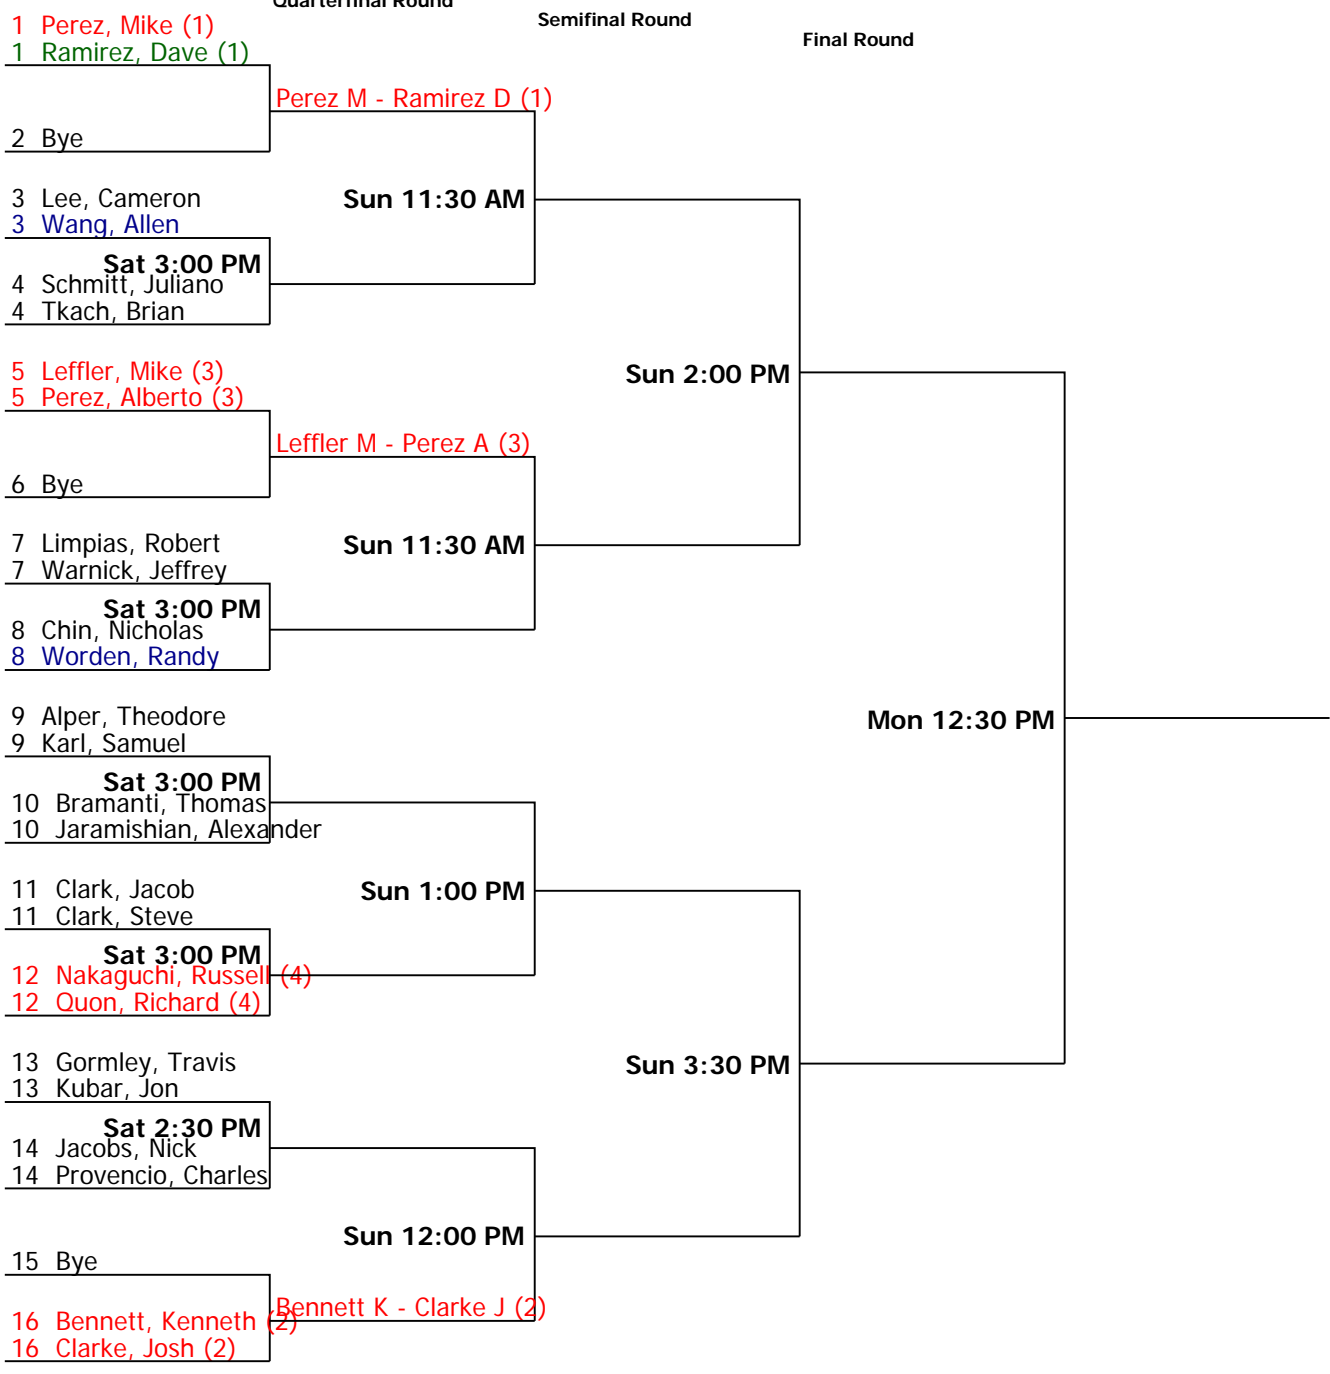 Quarterfinal Round
Semifinal Round
Final Round
1 Perez, Mike (1)
1 Ramirez, Dave (1)
Perez M - Ramirez D (1)
2 Bye
3 Lee, Cameron
3 Wang, Allen
Sun 11:30 AM
Sat 3:00 PM
4 Schmitt, Juliano
4 Tkach, Brian
5 Leffler, Mike (3)
5 Perez, Alberto (3)
Sun 2:00 PM
Leffler M - Perez A (3)
6 Bye
7 Limpias, Robert
7 Warnick, Jeffrey
Sun 11:30 AM
Sat 3:00 PM
8 Chin, Nicholas
8 Worden, Randy
9 Alper, Theodore
9 Karl, Samuel
Mon 12:30 PM
Sat 3:00 PM
10 Bramanti, Thomas
10 Jaramishian, Alexander
11 Clark, Jacob
11 Clark, Steve
Sun 1:00 PM
Sat 3:00 PM
12 Nakaguchi, Russell (4)
12 Quon, Richard (4)
13 Gormley, Travis
13 Kubar, Jon
Sun 3:30 PM
Sat 2:30 PM
14 Jacobs, Nick
14 Provencio, Charles
Sun 12:00 PM
15 Bye
Bennett K - Clarke J (2)
16 Bennett, Kenneth (2)
16 Clarke, Josh (2)